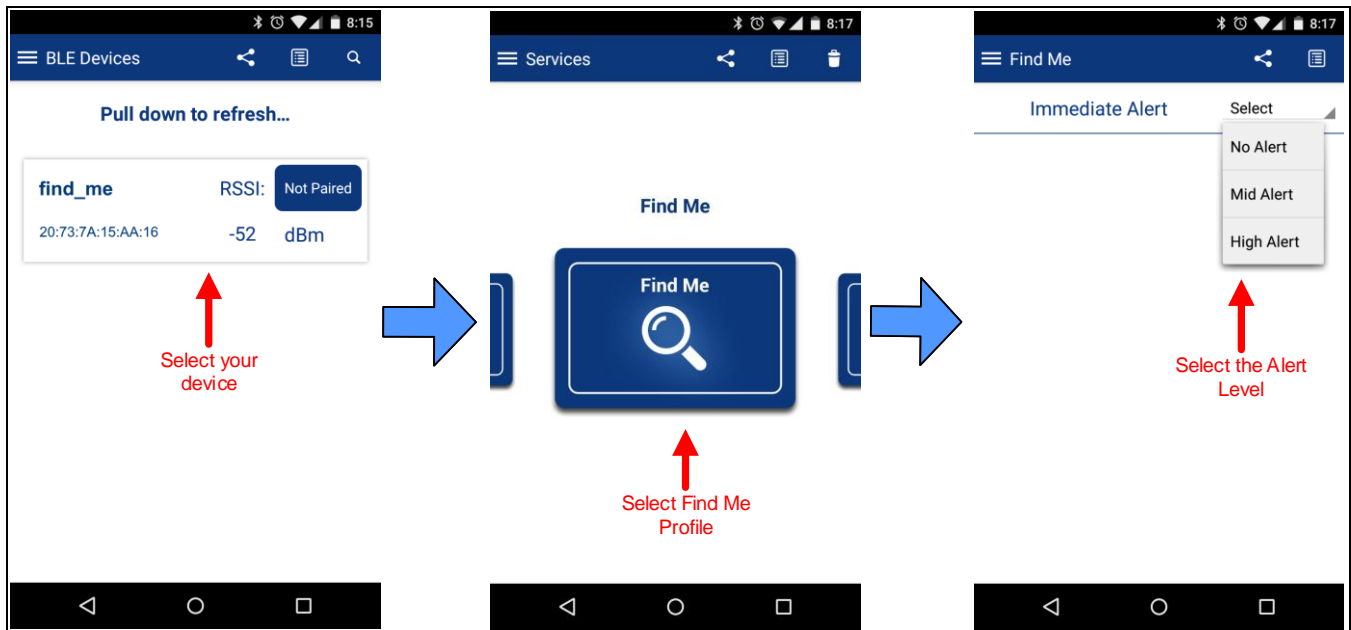 8:15
BLE Devices
Pull down to refresh...
find_me RSSI: Not Paired
20:73:7A:15:AA:16 -52 dBm
Select your
device
8:17
Services
Find Me
Find Me
Select Find Me
Profile
8:17
Find Me
Immediate Alert Select
No Alert
Mid Alert
High Alert
Select the Alert
Level